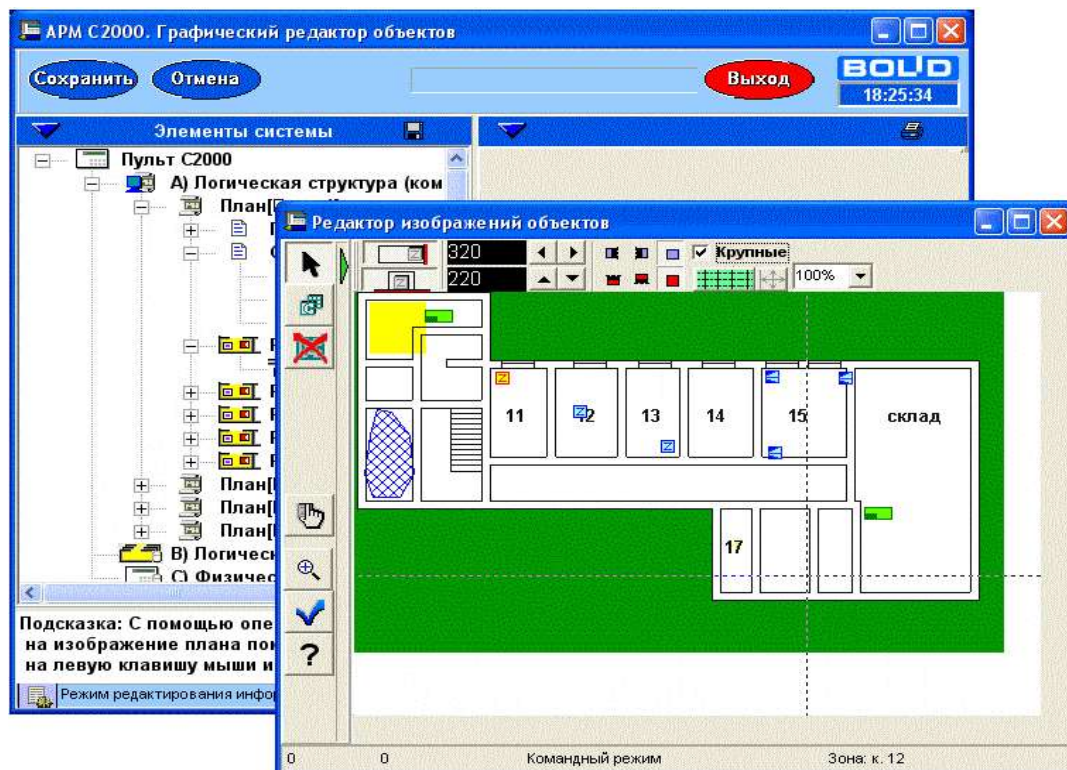 АРМ С2000. Графический редактор объектов
Сохранить Отмена Выход BOLID
18:25:34
Элементы системы
Пульт С2000
А) Логическая структура (ком
План[
План[
План[
План[
В) Логичес
С) Физичес
Подсказка: С помощью опе
на изображение плана по
на левую клавишу мыши и
Режим редактирования инфо
Редактор изображений объектов
320 Крупные
220 100%
11 12 13 14 15 склад
17
?
0 0 Командный режим Зона: к. 12